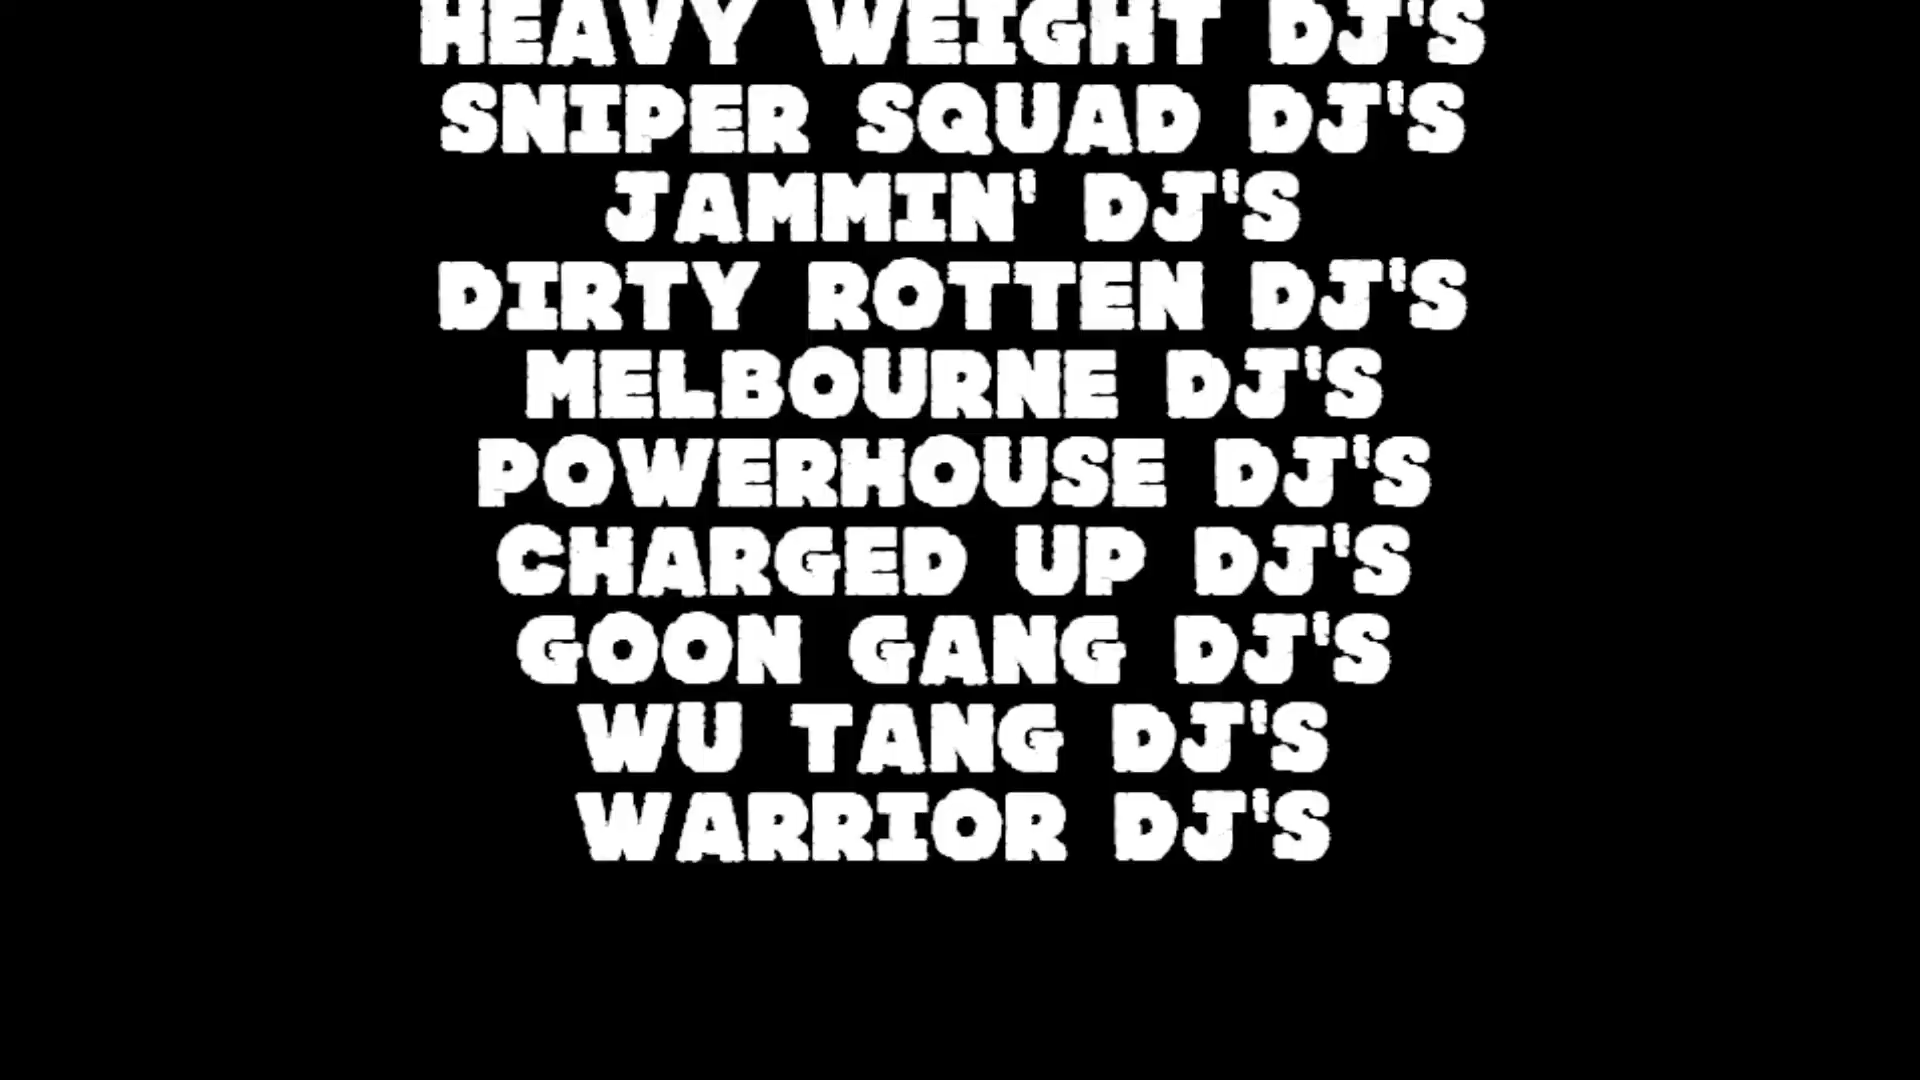 HEAVY WEIGHT DJ'S
SNIPER SQUAD DJ'S
JAMMIN' DJ'S
DIRTY ROTTEN DJ'S
MELBOURNE DJ'S
POWERHOUSE DJ'S
CHARGED UP DJ'S
GOON GANG DJ'S
WU TANG DJ'S
WARRIOR DJ'S